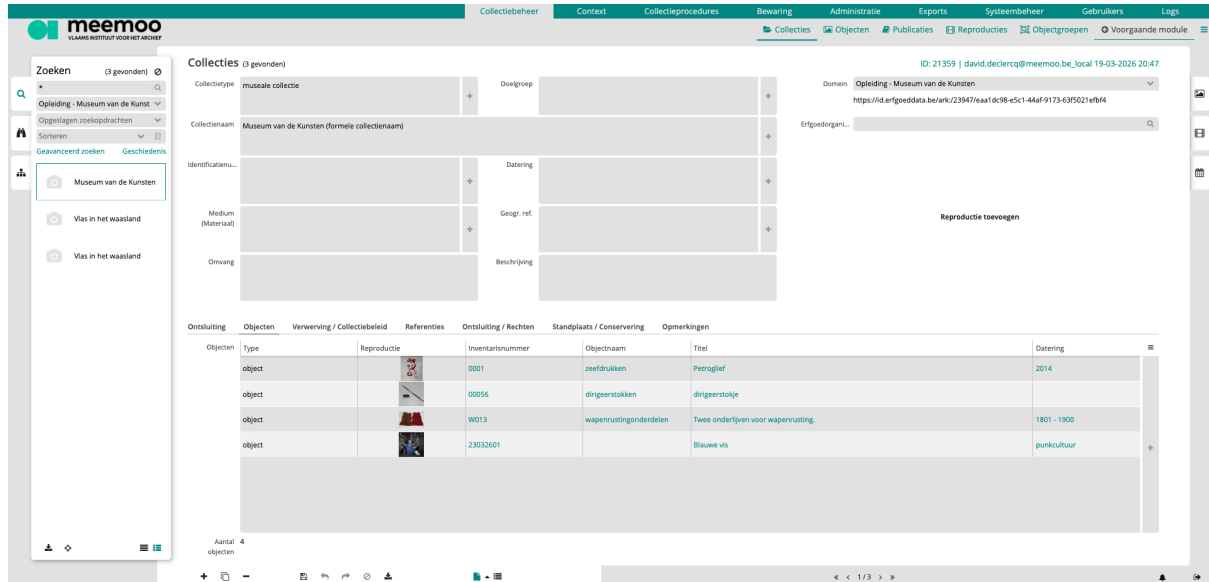 meemoo
VLAAMS INSTITUUT VOOR HET ARCHIEF
Collectiebeheer Context Collectieprocedures Bewaring Administratie Exports Systeembeheer Gebruikers Logs
Collecties Objecten Publicaties Reproducties Objectgroepen Voorgaande module
Zoeken (3 gevonden)
*
Opleiding - Museum van de Kunst
Opgeslagen zoekopdrachten
Sorteren
Geavanceerd zoeken Geschiedenis
Museum van de Kunsten
Vlas in het waasland
Vlas in het waasland
Collecties (3 gevonden)
ID: 21359 | david.declercq@meemoo.be_local 19-03-2026 20:47
Collectietype museale collectie
Doelgroep
Domein Opleiding - Museum van de Kunsten
https://id.erfgoeddata.be/ark:/23947/eaa1dc98-e5c1-44af-9173-63f5021efbf4
Collectienaam Museum van de Kunsten (formele collectienaam)
Erfgoedorgani...
Identificatienu...
Datering
Medium
(Materiaal)
Geogr. ref.
Reproductie toevoegen
Omvang
Beschrijving
Ontsluiting Objecten Verwerving / Collectiebeleid Referenties Ontsluiting / Rechten Standplaats / Conservering Opmerkingen
Objecten Type Reproductie Inventarisnummer Objectnaam Titel Datering
object 0001 zeefdrukken Petroglief 2014
object 00056 dirigeerstokken dirigeerstokje
object W013 wapenrustingonderdelen Twee onderlijven voor wapenrusting. 1801 - 1900
object 23032601 Blauwe vis punkcultuur
Aantal 4
objecten
1/3